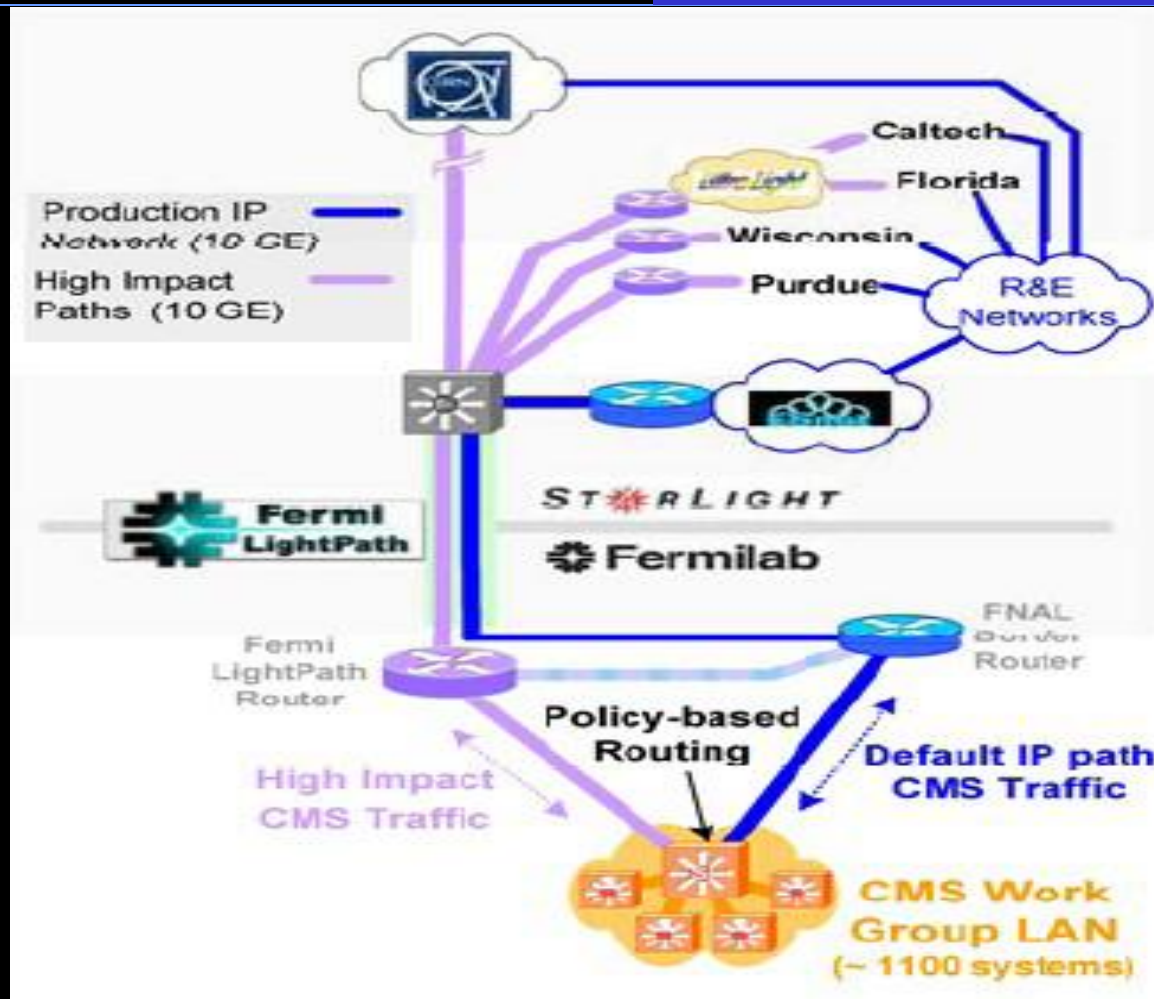 CERN
Caltech
Florida
Wisconsin
Purdue
Production IP
Network (10 GE)
High Impact
Paths (10 GE)
R&E
Networks
STARLIGHT
Fermi
LightPath
Fermilab
Fermi
LightPath
Router
FNAL
Router
Policy-based
Routing
High Impact
CMS Traffic
Default IP path
CMS Traffic
CMS Work
Group LAN
(~ 1100 systems)